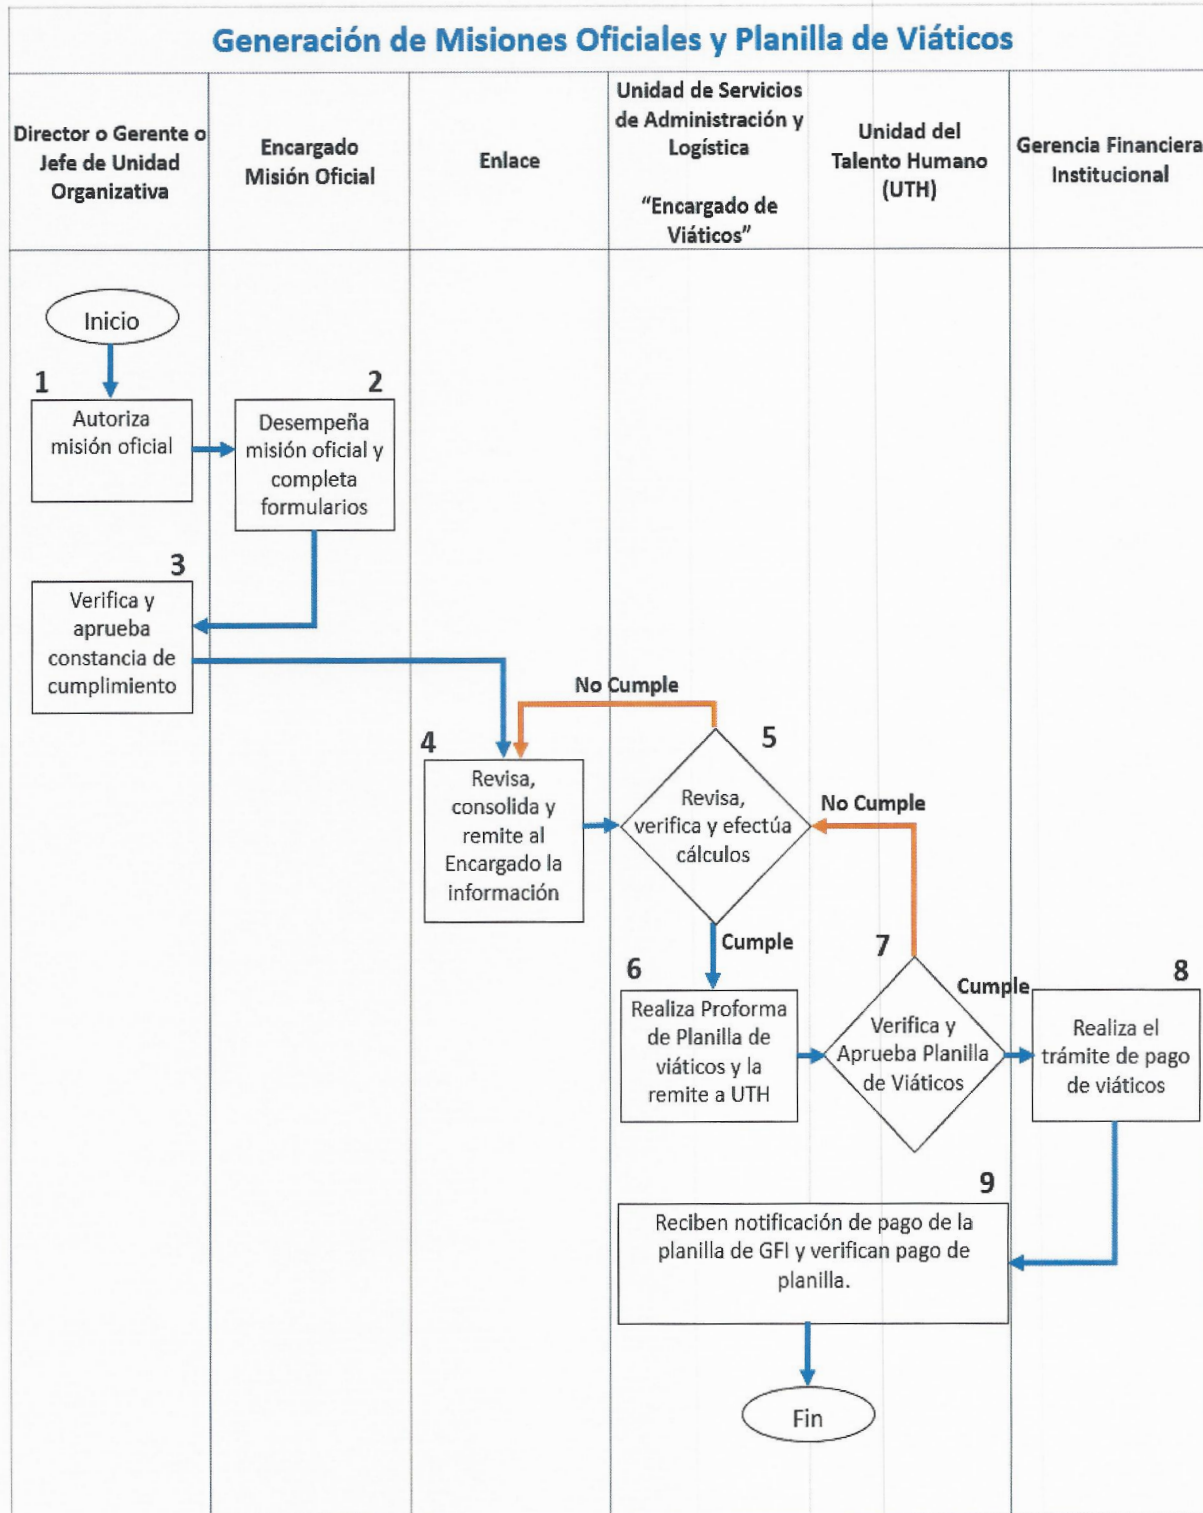 Generación de Misiones Oficiales y Planilla de Viáticos
Director o Gerente o
Jefe de Unidad
Organizativa
Encargado
Misión Oficial
Enlace
Unidad de Servicios
de Administración y
Logística
“Encargado de
Viáticos”
Unidad del
Talento Humano
(UTH)
Gerencia Financiera
Institucional
Inicio
1
Autoriza
misión oficial
2
Desempeña
misión oficial y
completa
formularios
3
Verifica y
aprueba
constancia de
cumplimiento
No Cumple
4
Revisa,
consolida y
remite al
Encargado la
información
5
Revisa,
verifica y efectúa
cálculos
No Cumple
Cumple
6
Realiza Proforma
de Planilla de
viáticos y la
remite a UTH
7
Verifica y
Aprueba Planilla
de Viáticos
Cumple
8
Realiza el
trámite de pago
de viáticos
9
Reciben notificación de pago de la
planilla de GFI y verifican pago de
planilla.
Fin